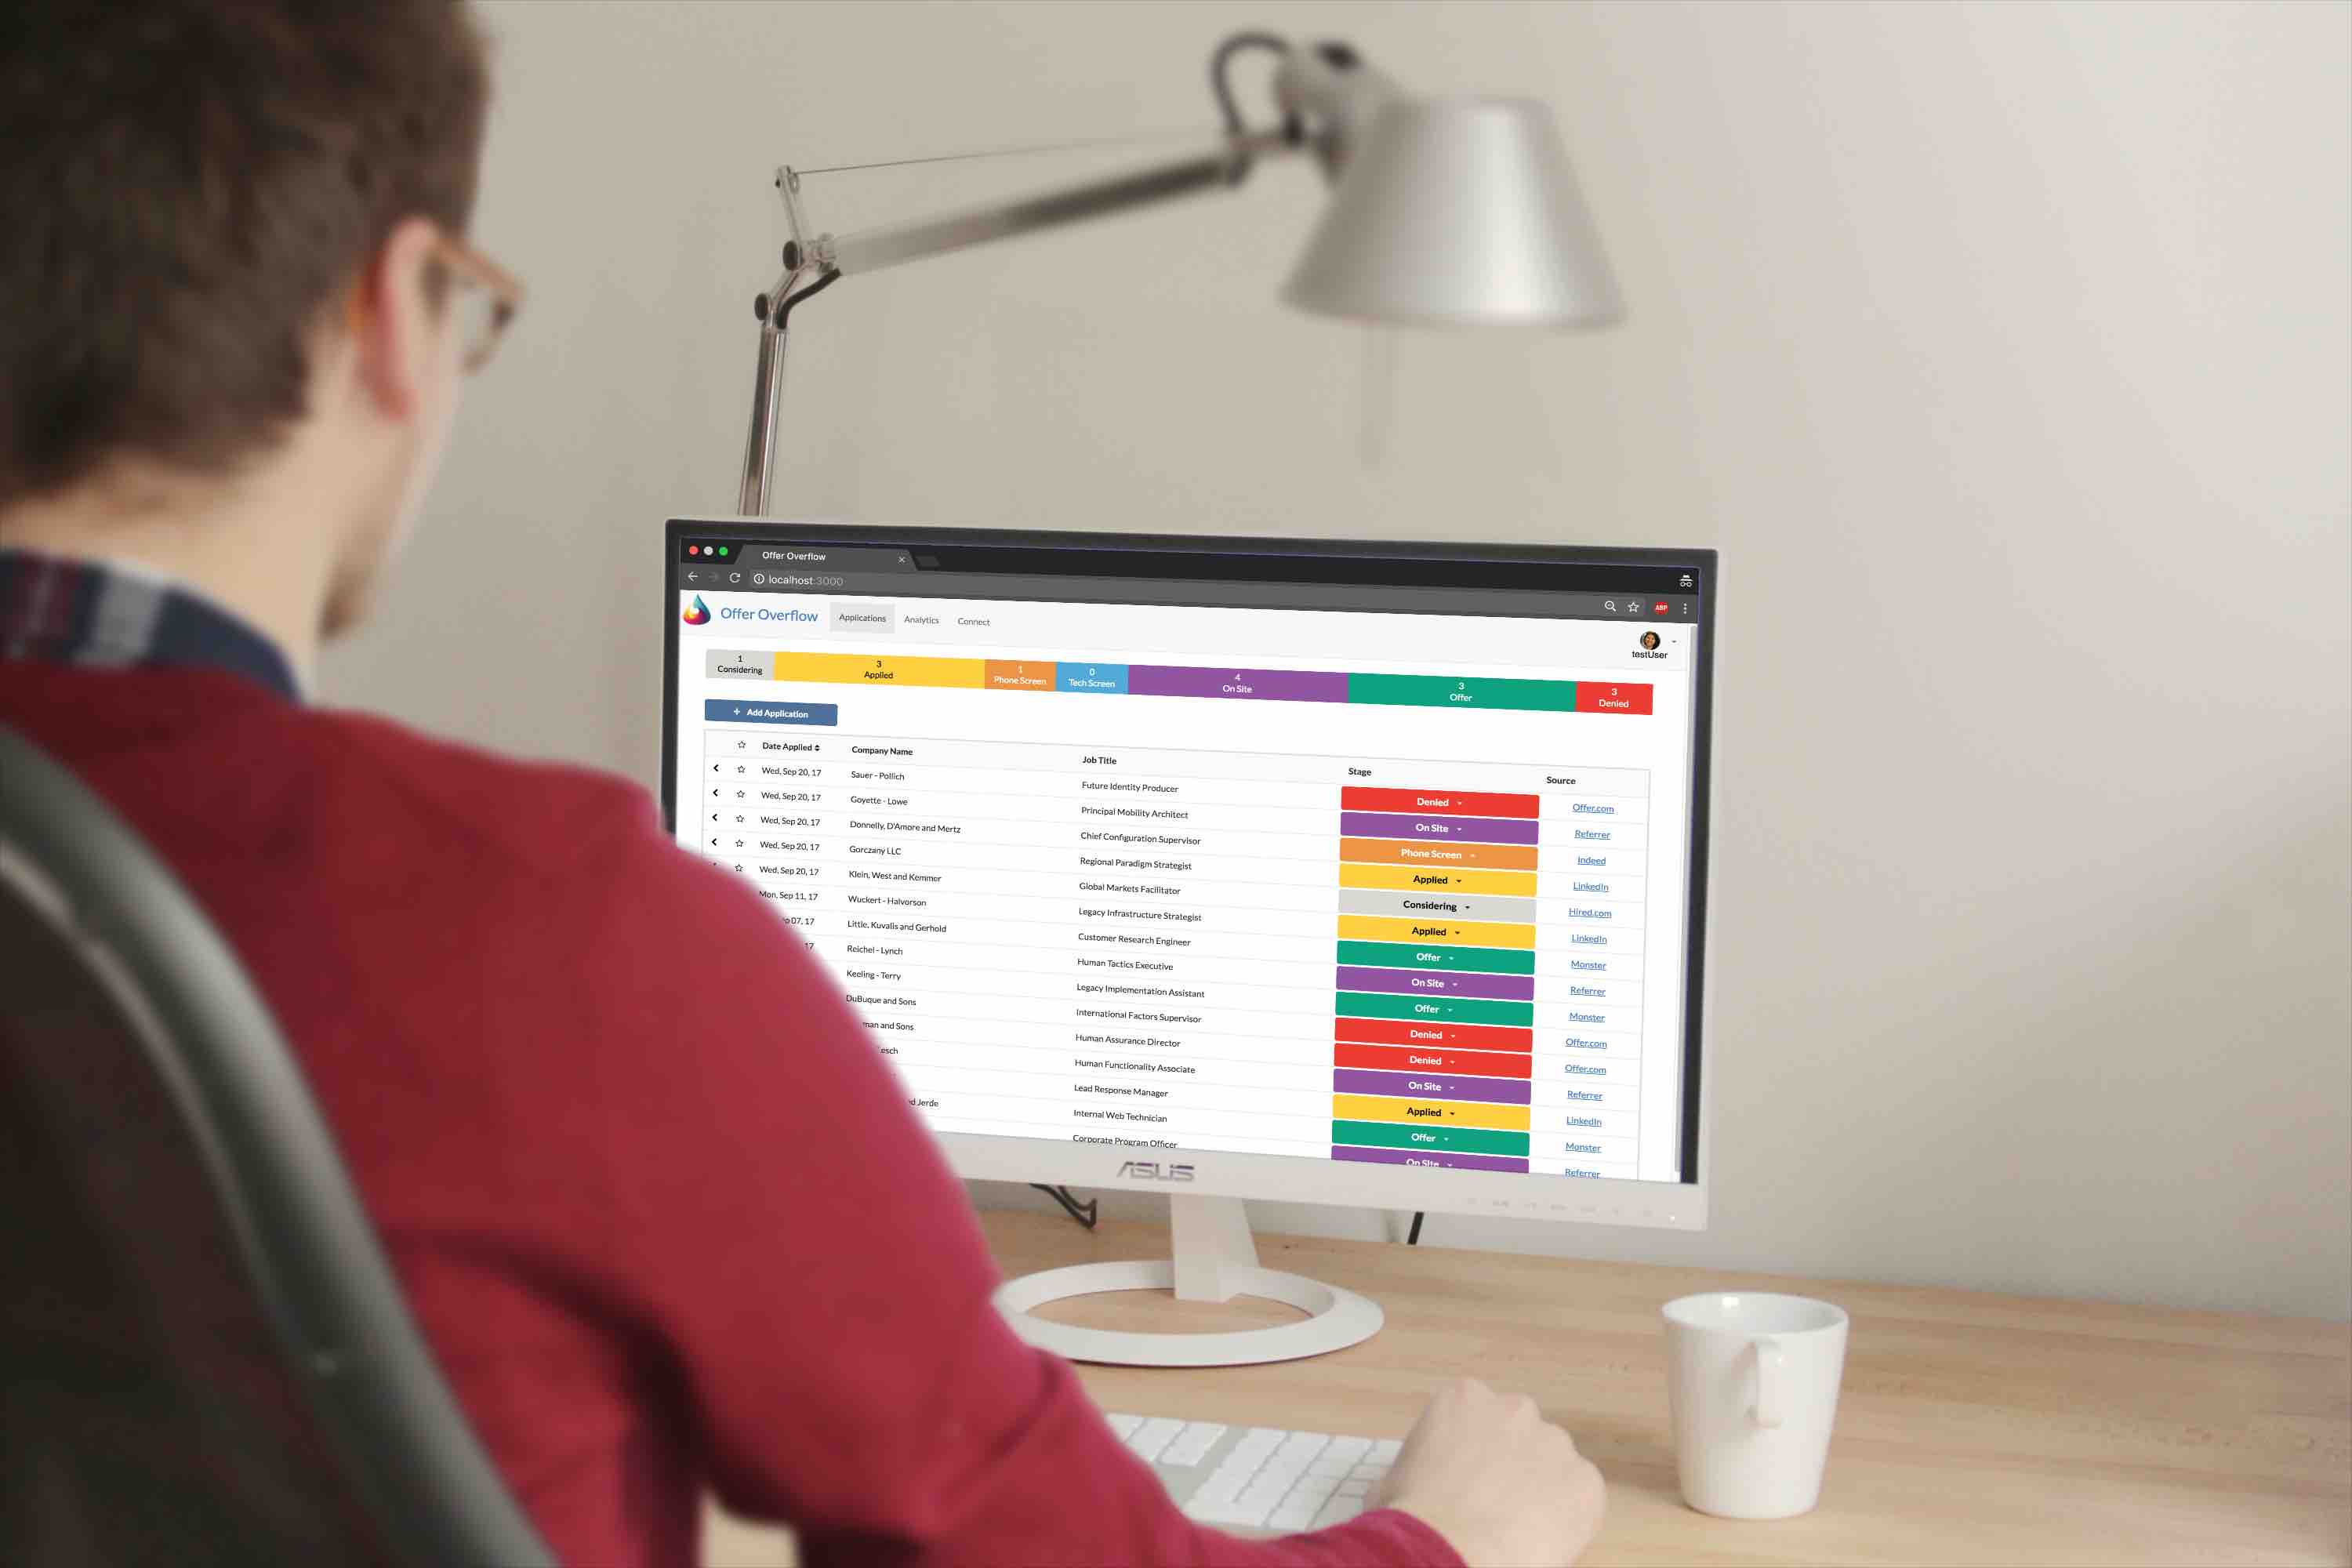 Offer Overflow
localhost:3000
ABP
Offer Overflow Applications Analytics Connect
testUser
1 3 1 0 4 3 3
Considering Applied Phone Screen Tech Screen On Site Offer Denied
+ Add Application
Date Applied Company Name Job Title Stage Source
Wed, Sep 20, 17 Sauer - Pollich Future Identity Producer Denied Offer.com
Wed, Sep 20, 17 Goyette - Lowe Principal Mobility Architect On Site Referrer
Wed, Sep 20, 17 Donnelly, D'Amore and Mertz Chief Configuration Supervisor Phone Screen Indeed
Wed, Sep 20, 17 Gorczany LLC Regional Paradigm Strategist Applied LinkedIn
Wed, Sep 20, 17 Klein, West and Kemmer Global Markets Facilitator Considering Hired.com
Mon, Sep 11, 17 Wuckert - Halvorson Legacy Infrastructure Strategist Applied LinkedIn
07, 17 Little, Kuvalis and Gerhold Customer Research Engineer Offer Monster
17 Reichel - Lynch Human Tactics Executive On Site Referrer
Keeling - Terry Legacy Implementation Assistant Offer Monster
DuBuque and Sons International Factors Supervisor Denied Offer.com
and Sons Human Assurance Director Denied Offer.com
Human Functionality Associate On Site Referrer
Lead Response Manager Applied LinkedIn
Jerde Internal Web Technician Offer Monster
Corporate Program Officer On Site Referrer
ASUS